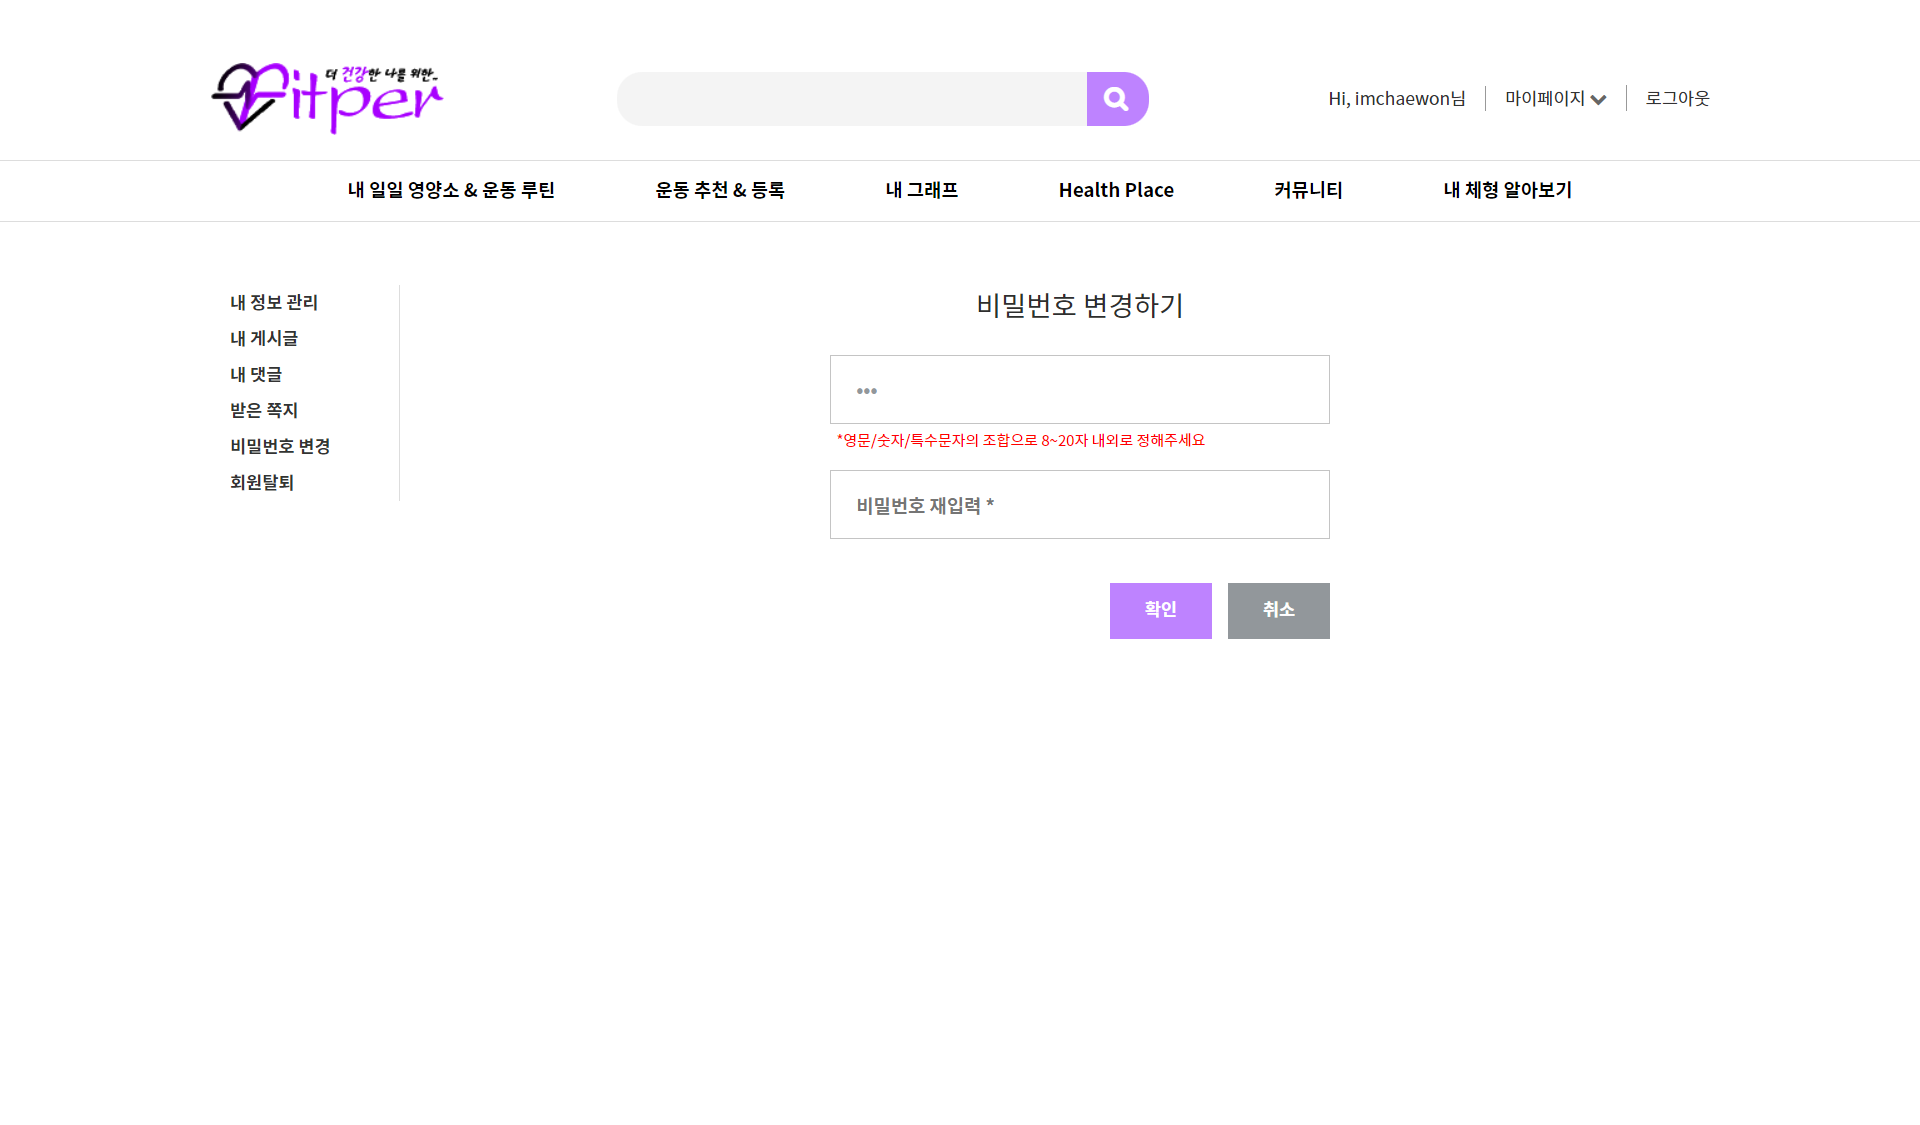 더 건강한 나를 위한..
Fitper
Hi, imchaewon님
마이페이지
로그아웃
내 일일 영양소 & 운동 루틴
운동 추천 & 등록
내 그래프
Health Place
커뮤니티
내 체형 알아보기
내 정보 관리
내 게시글
내 댓글
받은 쪽지
비밀번호 변경
회원탈퇴
비밀번호 변경하기
•••
*영문/숫자/특수문자의 조합으로 8~20자 내외로 정해주세요
비밀번호 재입력 *
확인
취소